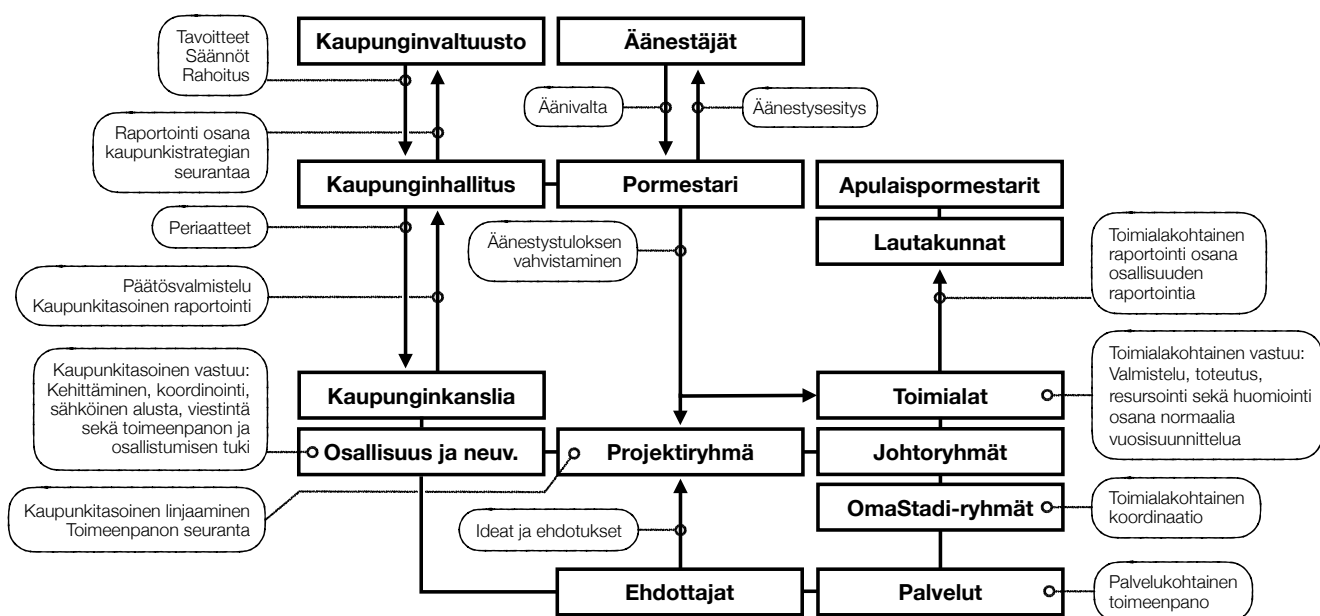 Tavoitteet
Säännöt
Rahoitus
Kaupunginvaltuusto
Äänestäjät
Äänivalta
Äänestysesitys
Raportointi osana
kaupunkistrategian
seurantaa
Kaupunginhallitus
Pormestari
Apulaispormestarit
Lautakunnat
Periaatteet
Äänestystuloksen
vahvistaminen
Toimialakohtainen
raportointi osana
osallisuuden
raportointia
Päätösvalmistelu
Kaupunkitasoinen raportointi
Kaupunkitasoinen vastuu:
Kehittäminen, koordinointi,
sähköinen alusta, viestintä
sekä toimeenpanon ja
osallistumisen tuki
Kaupunginkanslia
Toimialat
Toimialakohtainen vastuu:
Valmistelu, toteutus,
resursointi sekä huomiointi
osana normaalia
vuosisuunnittelua
Osallisuus ja neuv.
Projektiryhmä
Johtoryhmät
Kaupunkitasoinen linjaaminen
Toimeenpanon seuranta
Ideat ja ehdotukset
OmaStadi-ryhmät
Toimialakohtainen
koordinaatio
Ehdottajat
Palvelut
Palvelukohtainen
toimeenpano